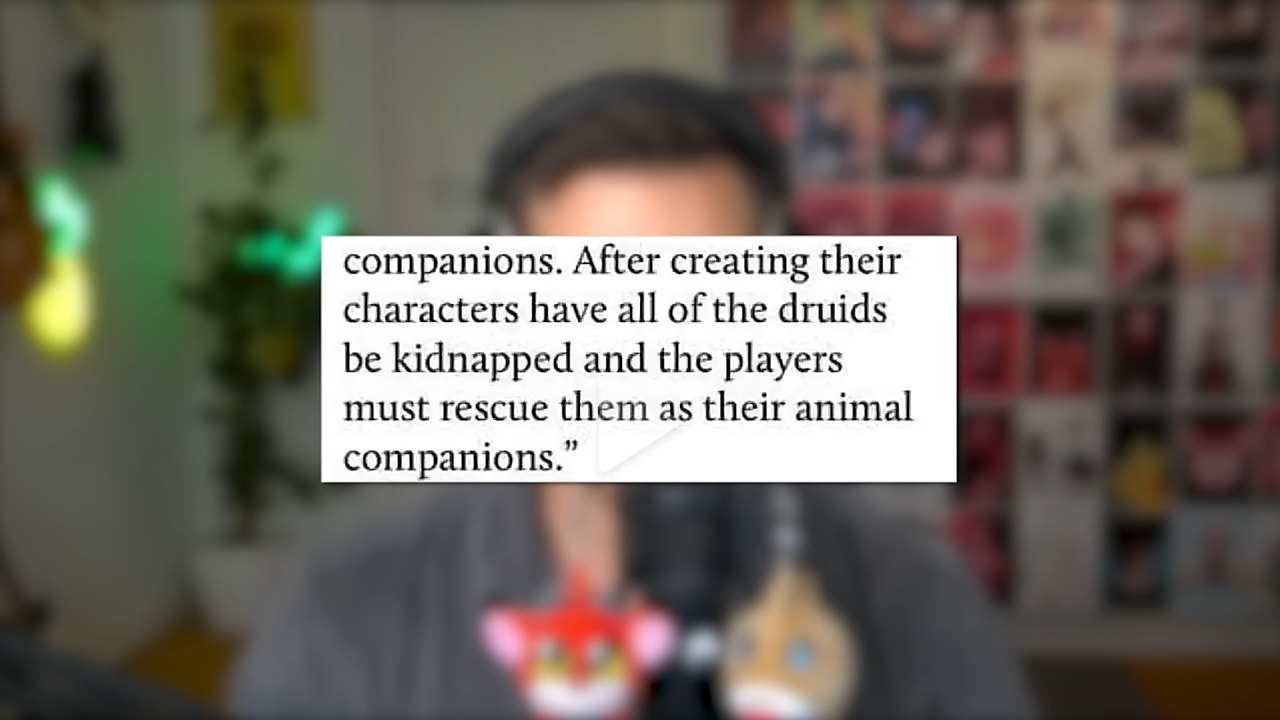 companions. After creating their
characters have all of the druids
be kidnapped and the players
must rescue them as their animal
companions.”